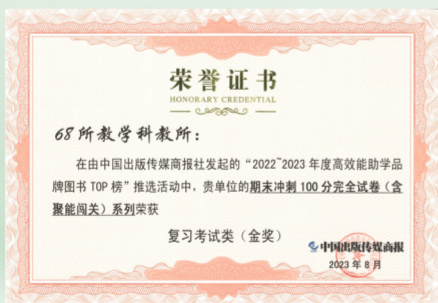 荣誉证书
HONORARY CREDENTIAL
68所教学科教所：
在由中国出版传媒商报社发起的“2022~2023年度高效能助学品
牌图书TOP榜”推选活动中，贵单位的期末冲刺100分完全试卷（含
聚能闯关）系列荣获
复习考试类（金奖）
中国出版传媒商报
2023年8月